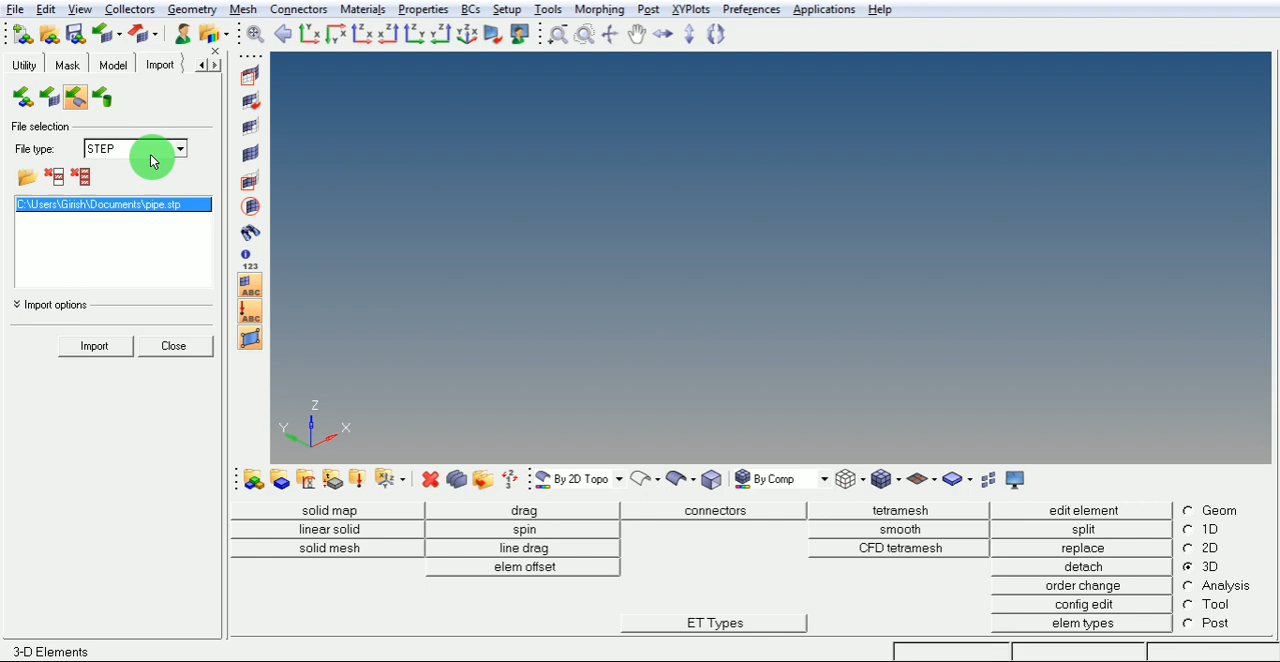 File Edit View Collectors Geometry Mesh Connectors Materials Properties BCs Setup Tools Morphing Post XYPlots Preferences Applications Help
Utility Mask Model Import
File selection
File type: STEP
C:\Users\Girish\Documents\pipe.stp
Import options
Import Close
123
ABC
ABC
Z
Y X
By 2D Topo By Comp
solid map drag connectors tetramesh edit element Geom
linear solid spin smooth split 1D
solid mesh line drag CFD tetramesh replace 2D
elem offset detach 3D
order change Analysis
config edit Tool
ET Types elem types Post
3-D Elements